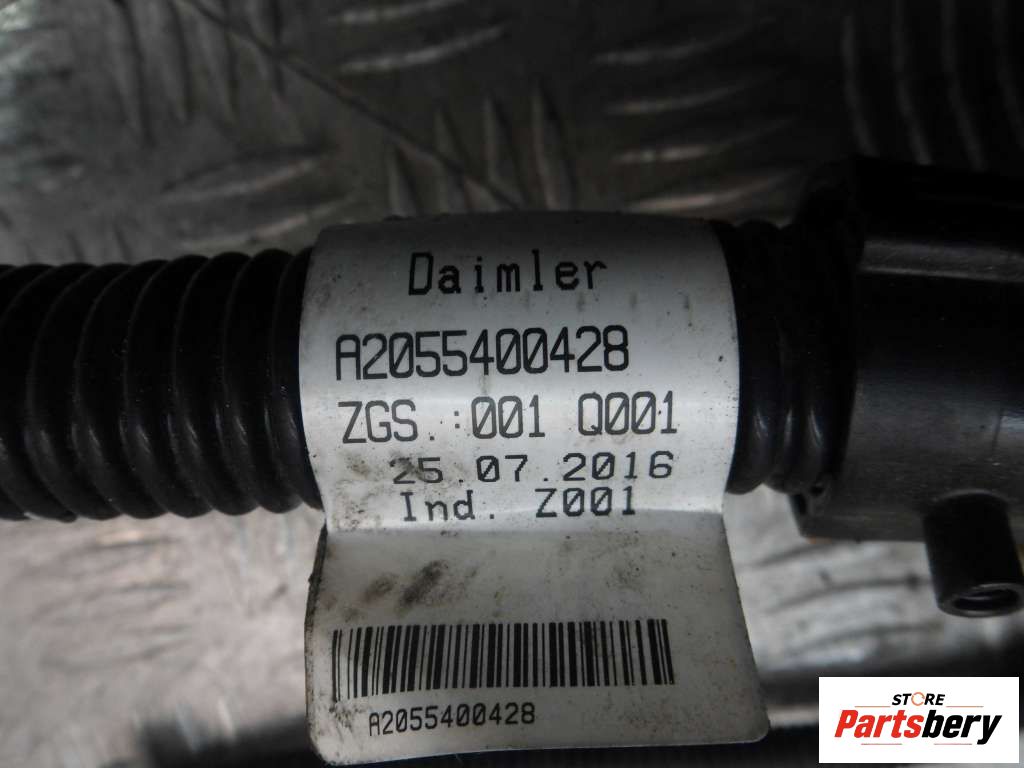 Daimler
A2055400428
ZGS.:001 Q001
25.07.2016
Ind. Z001
A2055400428
STORE
Partsbery